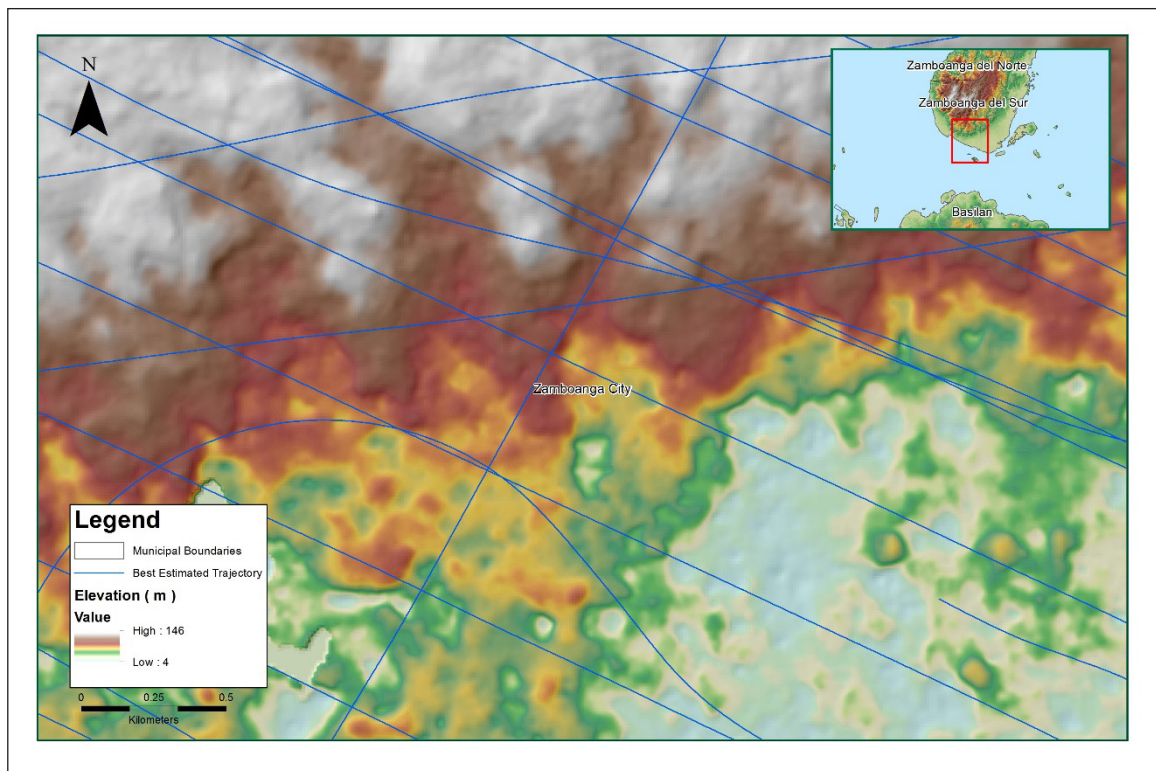 N
Zamboanga del Norte
Zamboanga del Sur
Basilan
Zamboanga City
Legend
Municipal Boundaries
Best Estimated Trajectory
Elevation ( m )
Value
High : 146
Low : 4
0 0.25 0.5
Kilometers